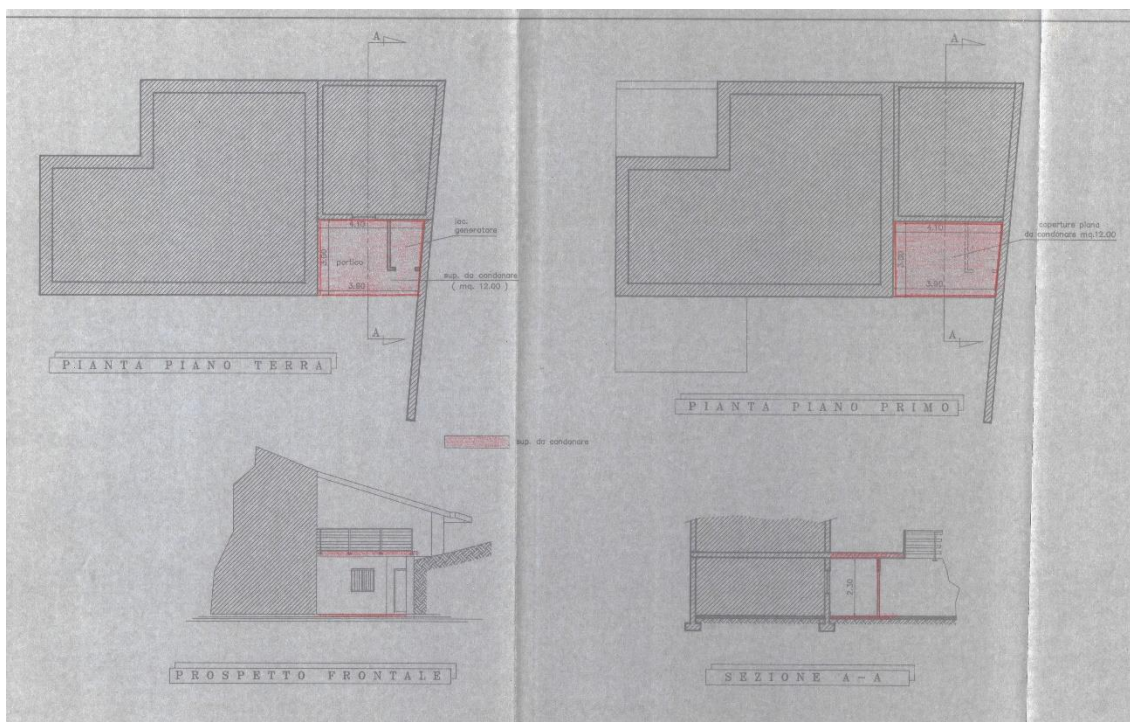 A
A
4.10
loc.
generatore
3.00
portico
sup. da condonare
( mq. 12.00 )
3.90
A
PIANTA PIANO TERRA
4.10
copertura piana
da condonare mq.12.00
3.00
3.90
A
PIANTA PIANO PRIMO
sup. da condonare
2,30
PROSPETTO FRONTALE
SEZIONE A-A